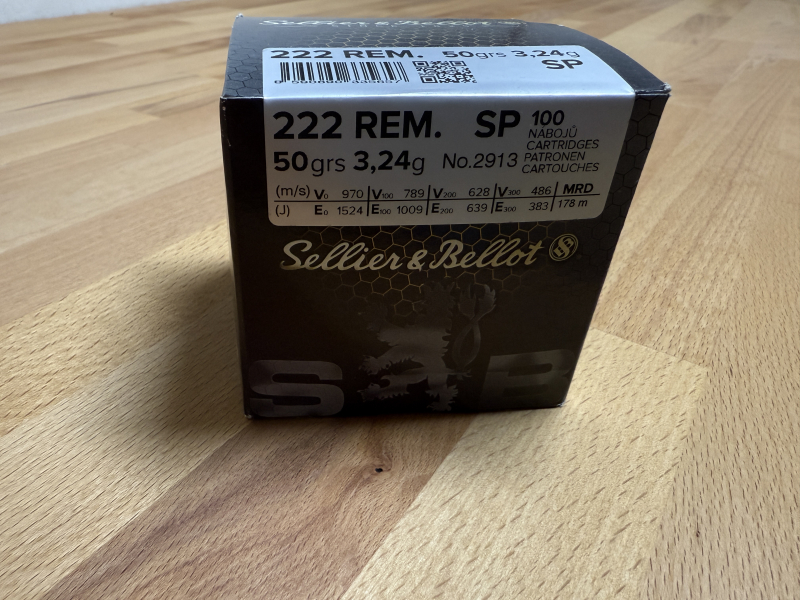 Sellier & Bellot
222 REM. 50grs 3,24g
SP
222 REM. SP 100
NÁBOJŮ
CARTRIDGES
50grs 3,24g No.2913 PATRONEN
CARTOUCHES
(m/s) V0 970 V100 789 V200 628 V300 486 MRD
(J) E0 1524 E100 1009 E200 639 E300 383 178 m
Sellier & Bellot
S B